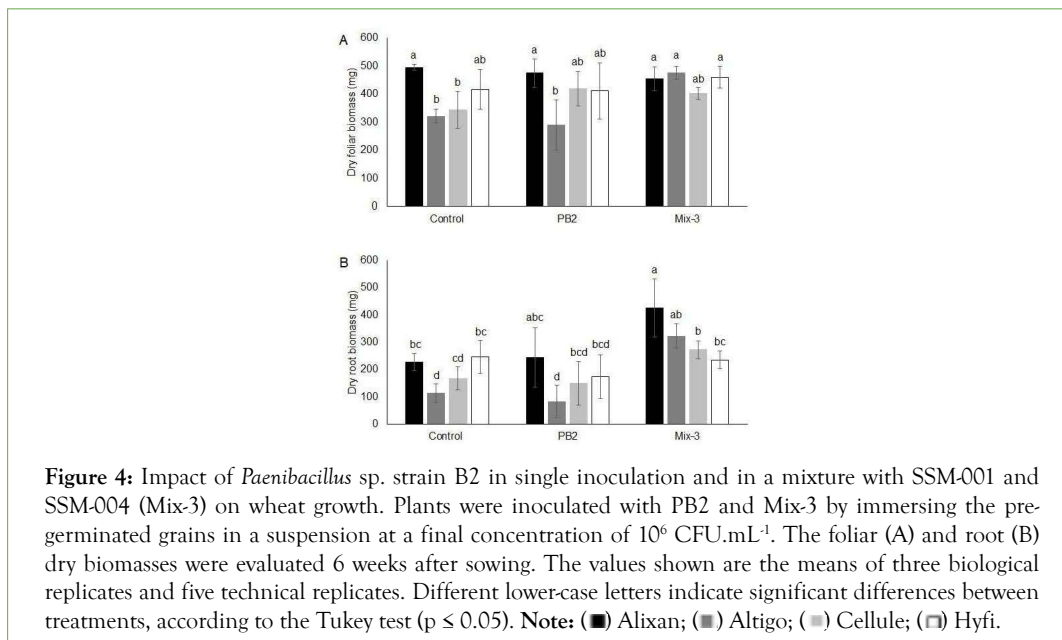 A
Dry foliar biomass (mg)
600
500
400
300
200
100
0
a
b
b
ab
a
b
ab
ab
a
a
ab
a
Control
PB2
Mix-3
B
Dry root biomass (mg)
600
500
400
300
200
100
0
bc
d
cd
bc
abc
d
bcd
bcd
a
ab
b
bc
Control
PB2
Mix-3
Figure 4: Impact of Paenibacillus sp. strain B2 in single inoculation and in a mixture with SSM-001 and
SSM-004 (Mix-3) on wheat growth. Plants were inoculated with PB2 and Mix-3 by immersing the pre-
germinated grains in a suspension at a final concentration of 10⁶ CFU.mL⁻¹. The foliar (A) and root (B)
dry biomasses were evaluated 6 weeks after sowing. The values shown are the means of three biological
replicates and five technical replicates. Different lower-case letters indicate significant differences between
treatments, according to the Tukey test (p ≤ 0.05). Note: (■) Alixan; (■) Altigo; (■) Cellule; (□) Hyfi.